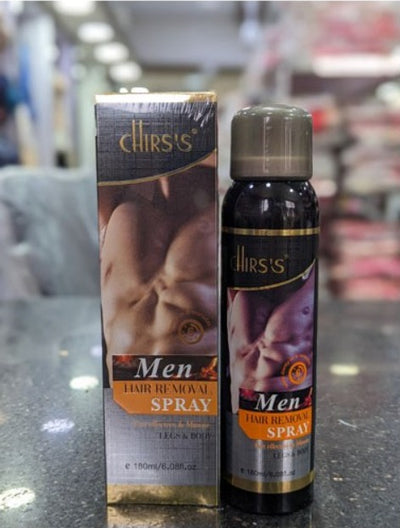 CHIRS'S®
Men
HAIR REMOVAL
SPRAY
LEGS & BODY
e 180ml/6.08fl.oz
CHIRS'S®
Men
HAIR REMOVAL
SPRAY
LEGS & BODY
e 180ml/6.08fl.oz